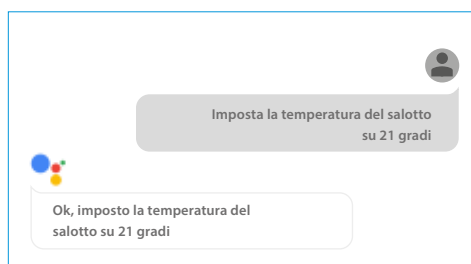 Imposta la temperatura del salotto
su 21 gradi
Ok, imposto la temperatura del
salotto su 21 gradi